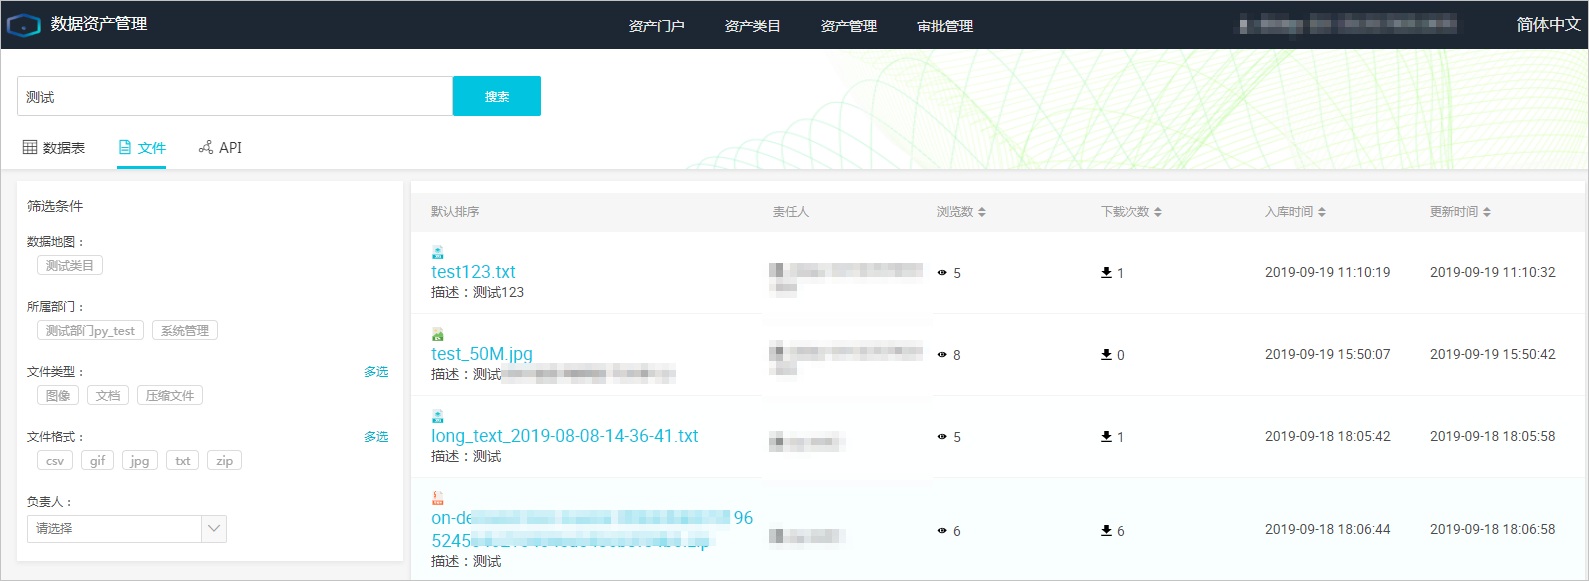 数据资产管理
资产门户 资产类目 资产管理 审批管理
简体中文
测试
搜索
数据表 文件 API
筛选条件
数据地图：
测试类目
所属部门：
测试部门py_test 系统管理
文件类型： 多选
图像 文档 压缩文件
文件格式： 多选
csv gif jpg txt zip
负责人：
请选择
默认排序 责任人 浏览数 下载次数 入库时间 更新时间
test123.txt
描述：测试123
5 1 2019-09-19 11:10:19 2019-09-19 11:10:32
test_50M.jpg
描述：测试
8 0 2019-09-19 15:50:07 2019-09-19 15:50:42
long_text_2019-08-08-14-36-41.txt
描述：测试
5 1 2019-09-18 18:05:42 2019-09-18 18:05:58
on-de 96
5245
描述：测试
6 6 2019-09-18 18:06:44 2019-09-18 18:06:58